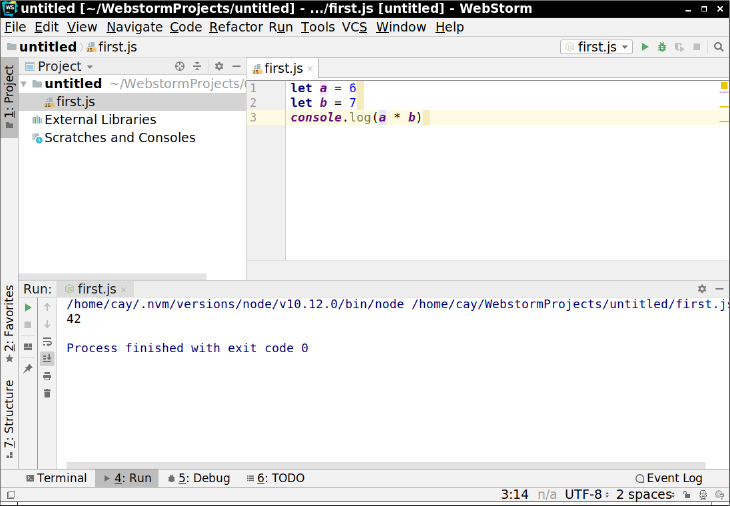 untitled [~/WebstormProjects/untitled] - .../first.js [untitled] - WebStorm
File Edit View Navigate Code Refactor Run Tools VCS Window Help
untitled first.js
first.js
1: Project
Project
first.js
untitled ~/WebstormProjects/
first.js
External Libraries
Scratches and Consoles
1 let a = 6
2 let b = 7
3 console.log(a * b)
Run: first.js
/home/cay/.nvm/versions/node/v10.12.0/bin/node /home/cay/WebstormProjects/untitled/first.js
42
Process finished with exit code 0
2: Favorites
7: Structure
Terminal 4: Run 5: Debug 6: TODO Event Log
3:14 n/a UTF-8 2 spaces